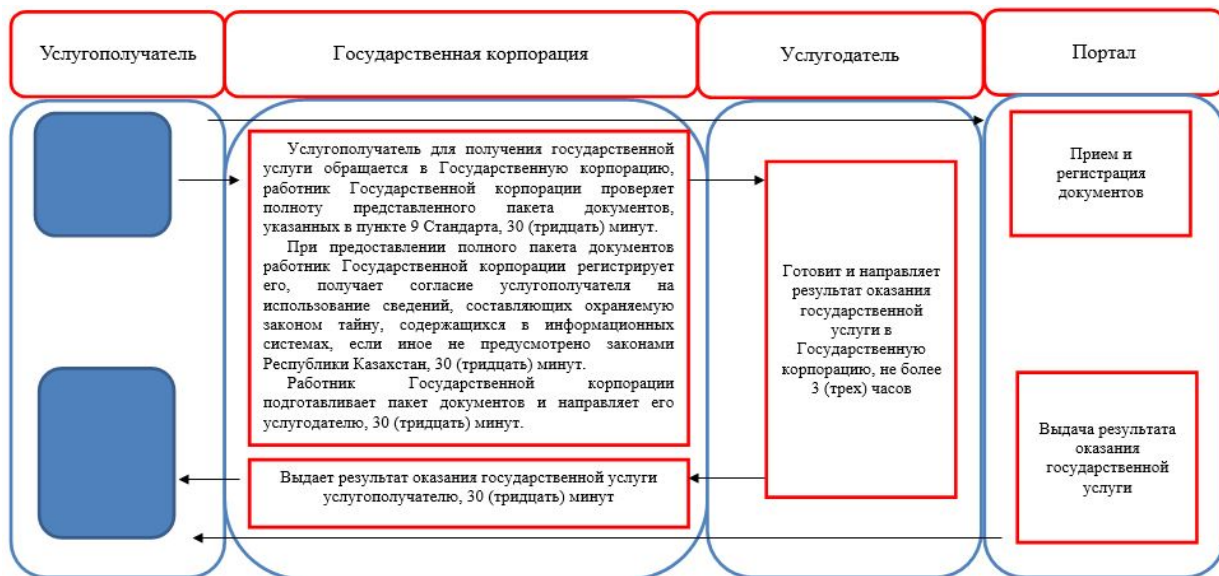 Услугополучатель
Государственная корпорация
Услугодатель
Портал
Услугополучатель для получения государственной
услуги обращается в Государственную корпорацию,
работник Государственной корпорации проверяет
полноту представленного пакета документов,
указанных в пункте 9 Стандарта, 30 (тридцать) минут.
При предоставлении полного пакета документов
работник Государственной корпорации регистрирует
его, получает согласие услугополучателя на
использование сведений, составляющих охраняемую
законом тайну, содержащихся в информационных
системах, если иное не предусмотрено законами
Республики Казахстан, 30 (тридцать) минут.
Работник Государственной корпорации
подготавливает пакет документов и направляет его
услугодателю, 30 (тридцать) минут.
Выдает результат оказания государственной услуги
услугополучателю, 30 (тридцать) минут
Готовит и направляет
результат оказания
государственной
услуги в
Государственную
корпорацию, не более
3 (трех) часов
Прием и
регистрация
документов
Выдача результата
оказания
государственной
услуги